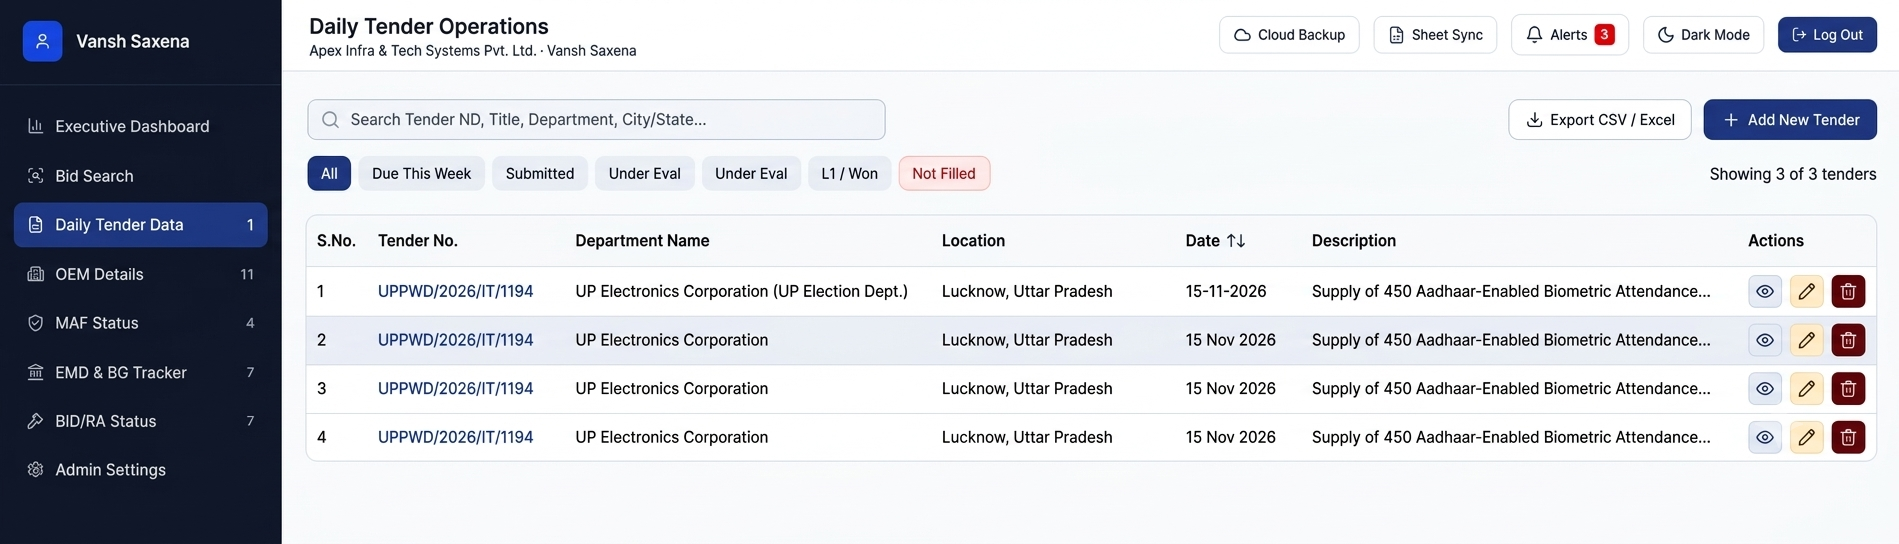 Vansh Saxena
Executive Dashboard
Bid Search
Daily Tender Data 1
OEM Details 11
MAF Status 4
EMD & BG Tracker 7
BID/RA Status 7
Admin Settings
Daily Tender Operations
Apex Infra & Tech Systems Pvt. Ltd. · Vansh Saxena
Cloud Backup Sheet Sync Alerts 3 Dark Mode Log Out
Search Tender ND, Title, Department, City/State...
Export CSV / Excel + Add New Tender
All Due This Week Submitted Under Eval Under Eval L1 / Won Not Filled
Showing 3 of 3 tenders
S.No. Tender No. Department Name Location Date ↑↓ Description Actions
1 UPPWD/2026/IT/1194 UP Electronics Corporation (UP Election Dept.) Lucknow, Uttar Pradesh 15-11-2026 Supply of 450 Aadhaar-Enabled Biometric Attendance...
2 UPPWD/2026/IT/1194 UP Electronics Corporation Lucknow, Uttar Pradesh 15 Nov 2026 Supply of 450 Aadhaar-Enabled Biometric Attendance...
3 UPPWD/2026/IT/1194 UP Electronics Corporation Lucknow, Uttar Pradesh 15 Nov 2026 Supply of 450 Aadhaar-Enabled Biometric Attendance...
4 UPPWD/2026/IT/1194 UP Electronics Corporation Lucknow, Uttar Pradesh 15 Nov 2026 Supply of 450 Aadhaar-Enabled Biometric Attendance...